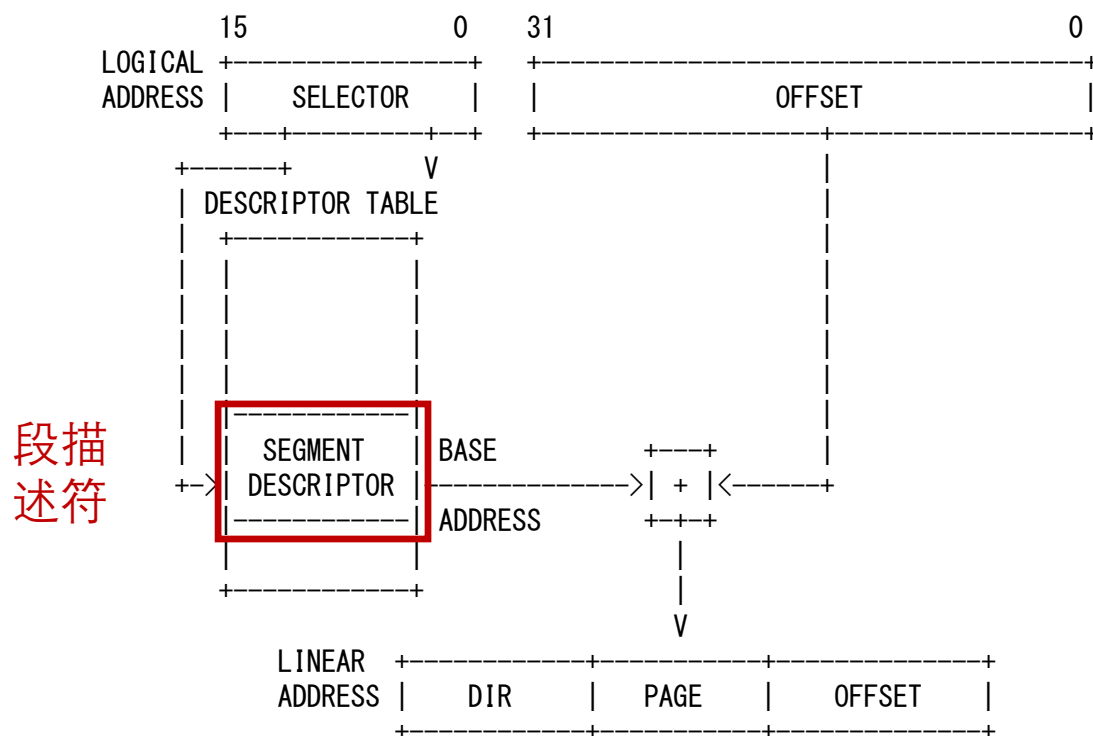 15 0 31 0
LOGICAL
ADDRESS SELECTOR OFFSET
V
DESCRIPTOR TABLE
段描
述符
SEGMENT BASE
DESCRIPTOR +
ADDRESS
V
LINEAR
ADDRESS DIR PAGE OFFSET